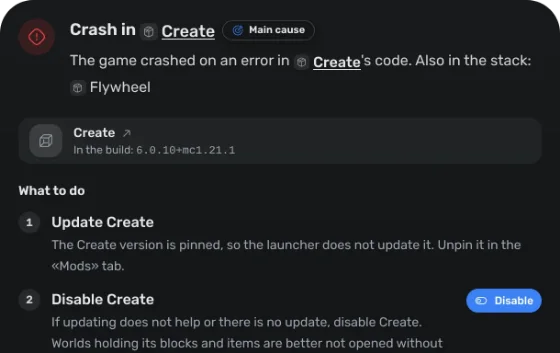 Crash in Create Main cause
The game crashed on an error in Create's code. Also in the stack:
Flywheel
Create ↗
In the build: 6.0.10+mc1.21.1
What to do
1 Update Create
The Create version is pinned, so the launcher does not update it. Unpin it in the
«Mods» tab.
2 Disable Create Disable
If updating does not help or there is no update, disable Create.
Worlds holding its blocks and items are better not opened without